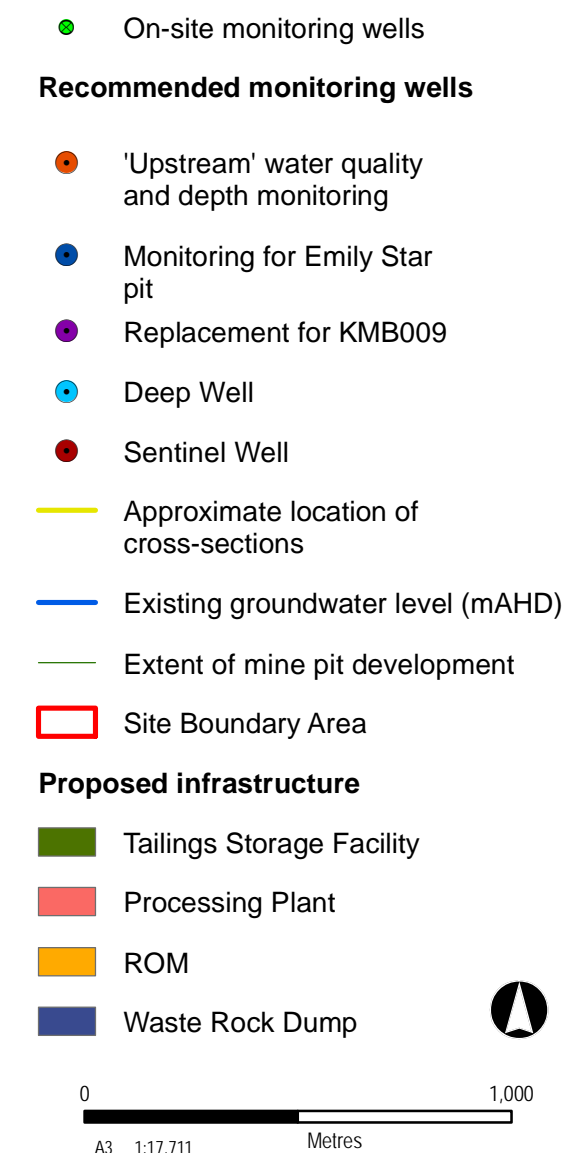 On-site monitoring wells
Recommended monitoring wells
'Upstream' water quality
and depth monitoring
Monitoring for Emily Star
pit
Replacement for KMB009
Deep Well
Sentinel Well
Approximate location of
cross-sections
Existing groundwater level (mAHD)
Extent of mine pit development
Site Boundary Area
Proposed infrastructure
Tailings Storage Facility
Processing Plant
ROM
Waste Rock Dump
0 1,000
A3 1:17,711 Metres